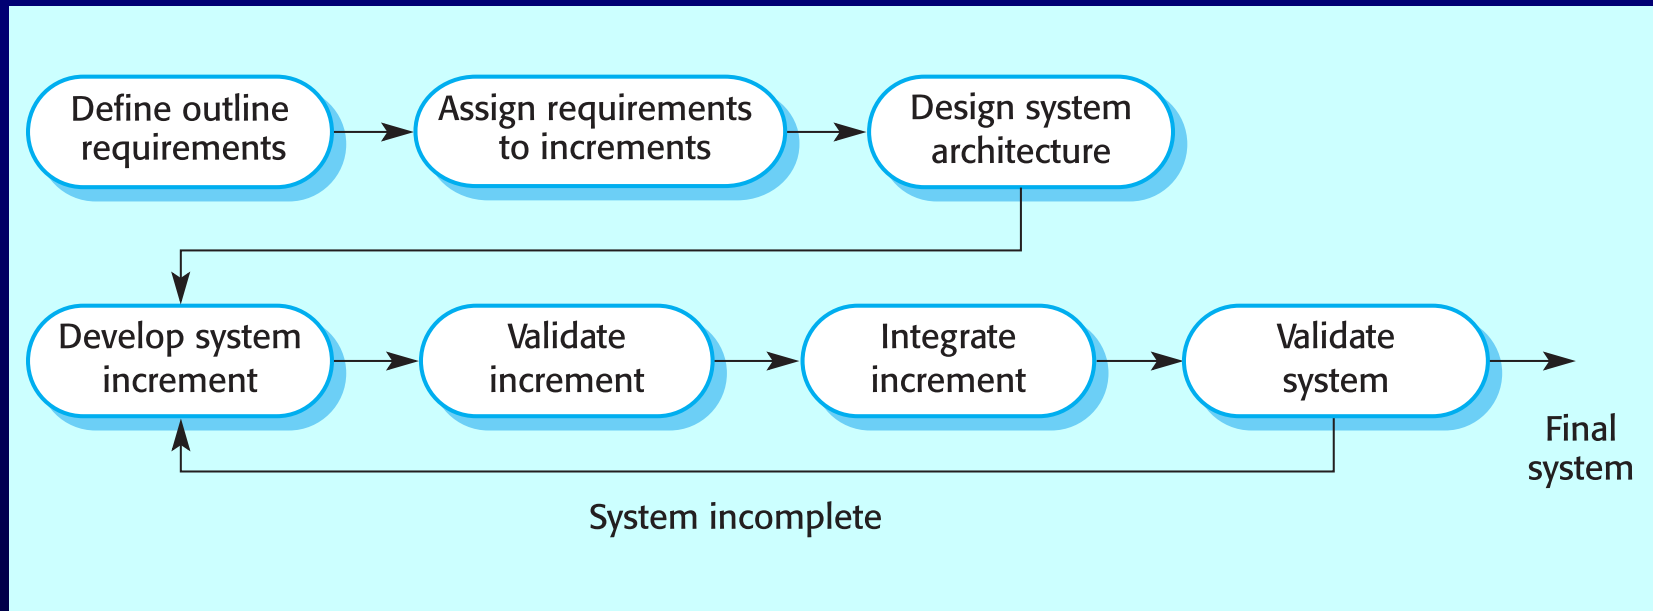 Define outline
requirements
Assign requirements
to increments
Design system
architecture
Develop system
increment
Validate
increment
Integrate
increment
Validate
system
Final
system
System incomplete